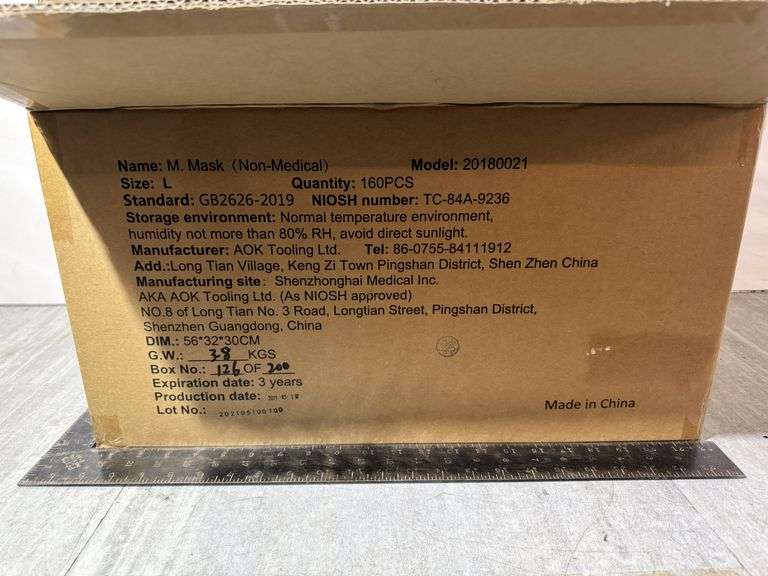 Name: M. Mask (Non-Medical) Model: 20180021
Size: L Quantity: 160PCS
Standard: GB2626-2019 NIOSH number: TC-84A-9236
Storage environment: Normal temperature environment,
humidity not more than 80% RH, avoid direct sunlight.
Manufacturer: AOK Tooling Ltd. Tel: 86-0755-84111912
Add.:Long Tian Village, Keng Zi Town Pingshan District, Shen Zhen China
Manufacturing site: Shenzhonghai Medical Inc.
AKA AOK Tooling Ltd. (As NIOSH approved)
NO.8 of Long Tian No. 3 Road, Longtian Street, Pingshan District,
Shenzhen Guangdong, China
DIM.: 56*32*30CM
G.W.: 3.8 KGS
Box No.: 126 OF 200
Expiration date: 3 years
Production date:
Lot No.: 202105100100
Made in China